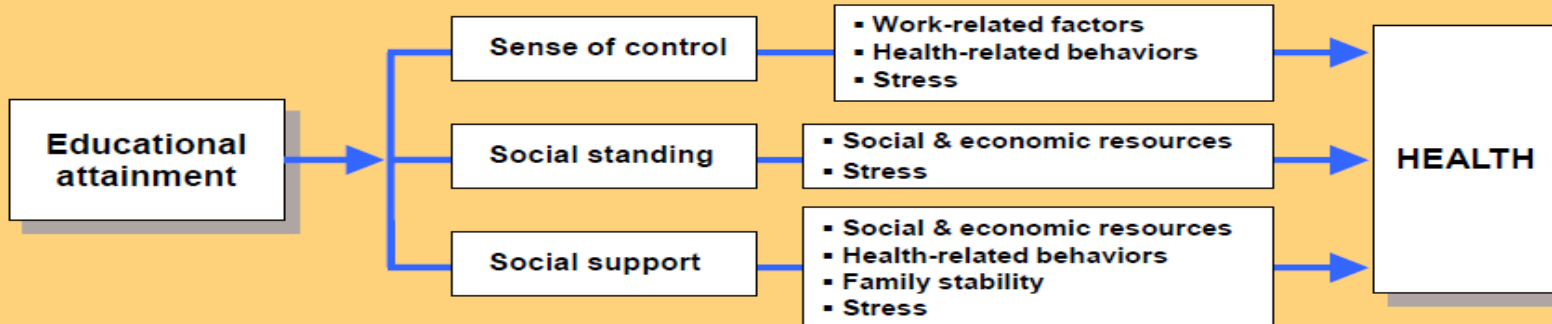 Educational
attainment
Sense of control
▪ Work-related factors
▪ Health-related behaviors
▪ Stress
Social standing
▪ Social & economic resources
▪ Stress
Social support
▪ Social & economic resources
▪ Health-related behaviors
▪ Family stability
▪ Stress
HEALTH